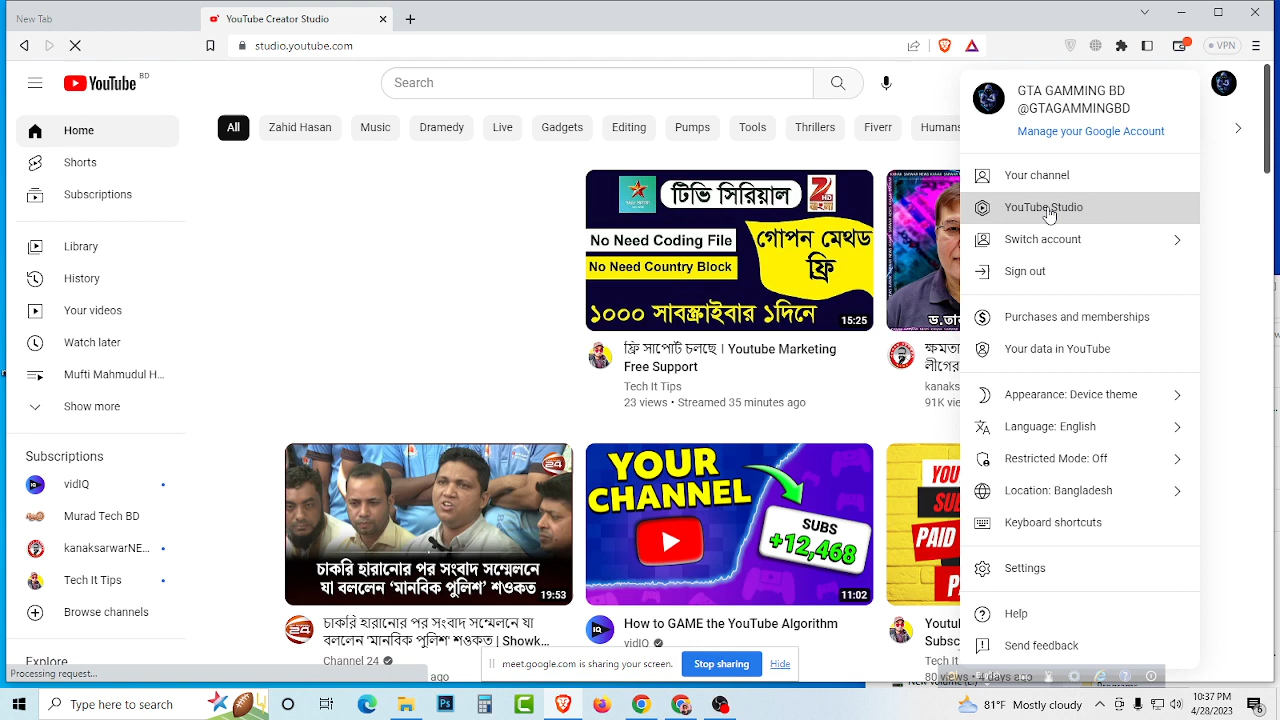 New Tab
YouTube Creator Studio
studio.youtube.com
VPN
YouTube BD
Search
All
Zahid Hasan
Music
Dramedy
Live
Gadgets
Editing
Pumps
Tools
Thrillers
Fiverr
Humans
Home
Shorts
Subscriptions
Library
History
Your videos
Watch later
Mufti Mahmudul H...
Show more
Subscriptions
vidIQ
Murad Tech BD
kanaksarwarNE...
Tech It Tips
Browse channels
Explore
Processing request...
টিভি সিরিয়াল
No Need Coding File
No Need Country Block
গোপন মেথড
ফ্রি
১০০০ সাবস্ক্রাইবার ১দিনে
15:25
ফ্রি সাপোর্ট চলছে | Youtube Marketing
Free Support
Tech It Tips
23 views • Streamed 35 minutes ago
ড.তা
ক্ষমতা
লীগের
kanaks
91K vie
24
চাকরি হারানোর পর সংবাদ সম্মেলনে
যা বললেন ‘মানবিক পুলিশ’ শওকত
19:53
চাকরি হারানোর পর সংবাদ সম্মেলনে যা
বললেন ‘মানবিক পুলিশ’ শওকত | Showk...
Channel 24
ago
YOUR
CHANNEL
SUBS
+12,468
11:02
How to GAME the YouTube Algorithm
vidIQ
YOU
SUB
PAID
Youtu
Subsc
Tech It
80 views • 4 days ago
GTA GAMMING BD
@GTAGAMMINGBD
Manage your Google Account
Your channel
YouTube Studio
Switch account
Sign out
Purchases and memberships
Your data in YouTube
Appearance: Device theme
Language: English
Restricted Mode: Off
Location: Bangladesh
Keyboard shortcuts
Settings
Help
Send feedback
meet.google.com is sharing your screen.
Stop sharing
Hide
Type here to search
Ps
81°F Mostly cloudy
10:37 PM
4/28/2023
6